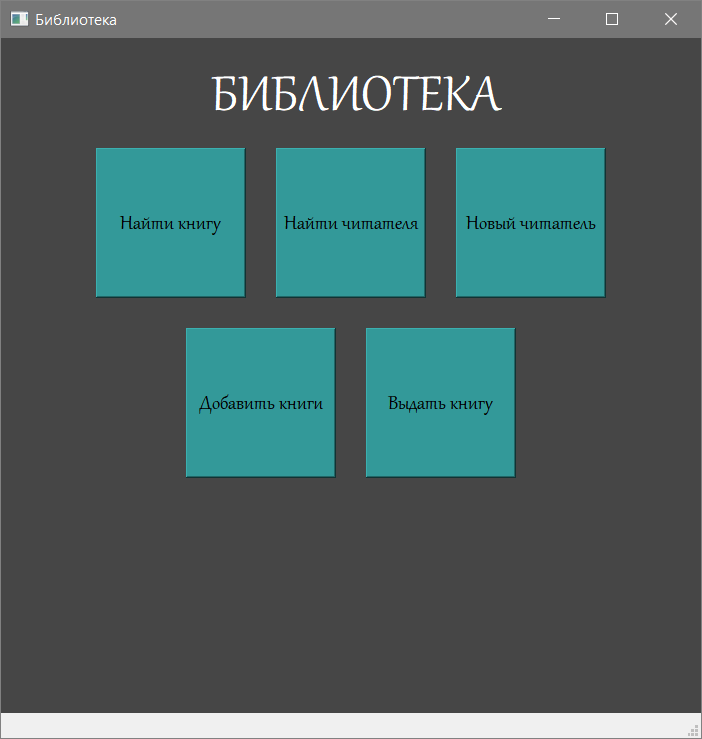 Библиотека
БИБЛИОТЕКА
Найти книгу
Найти читателя
Новый читатель
Добавить книги
Выдать книгу